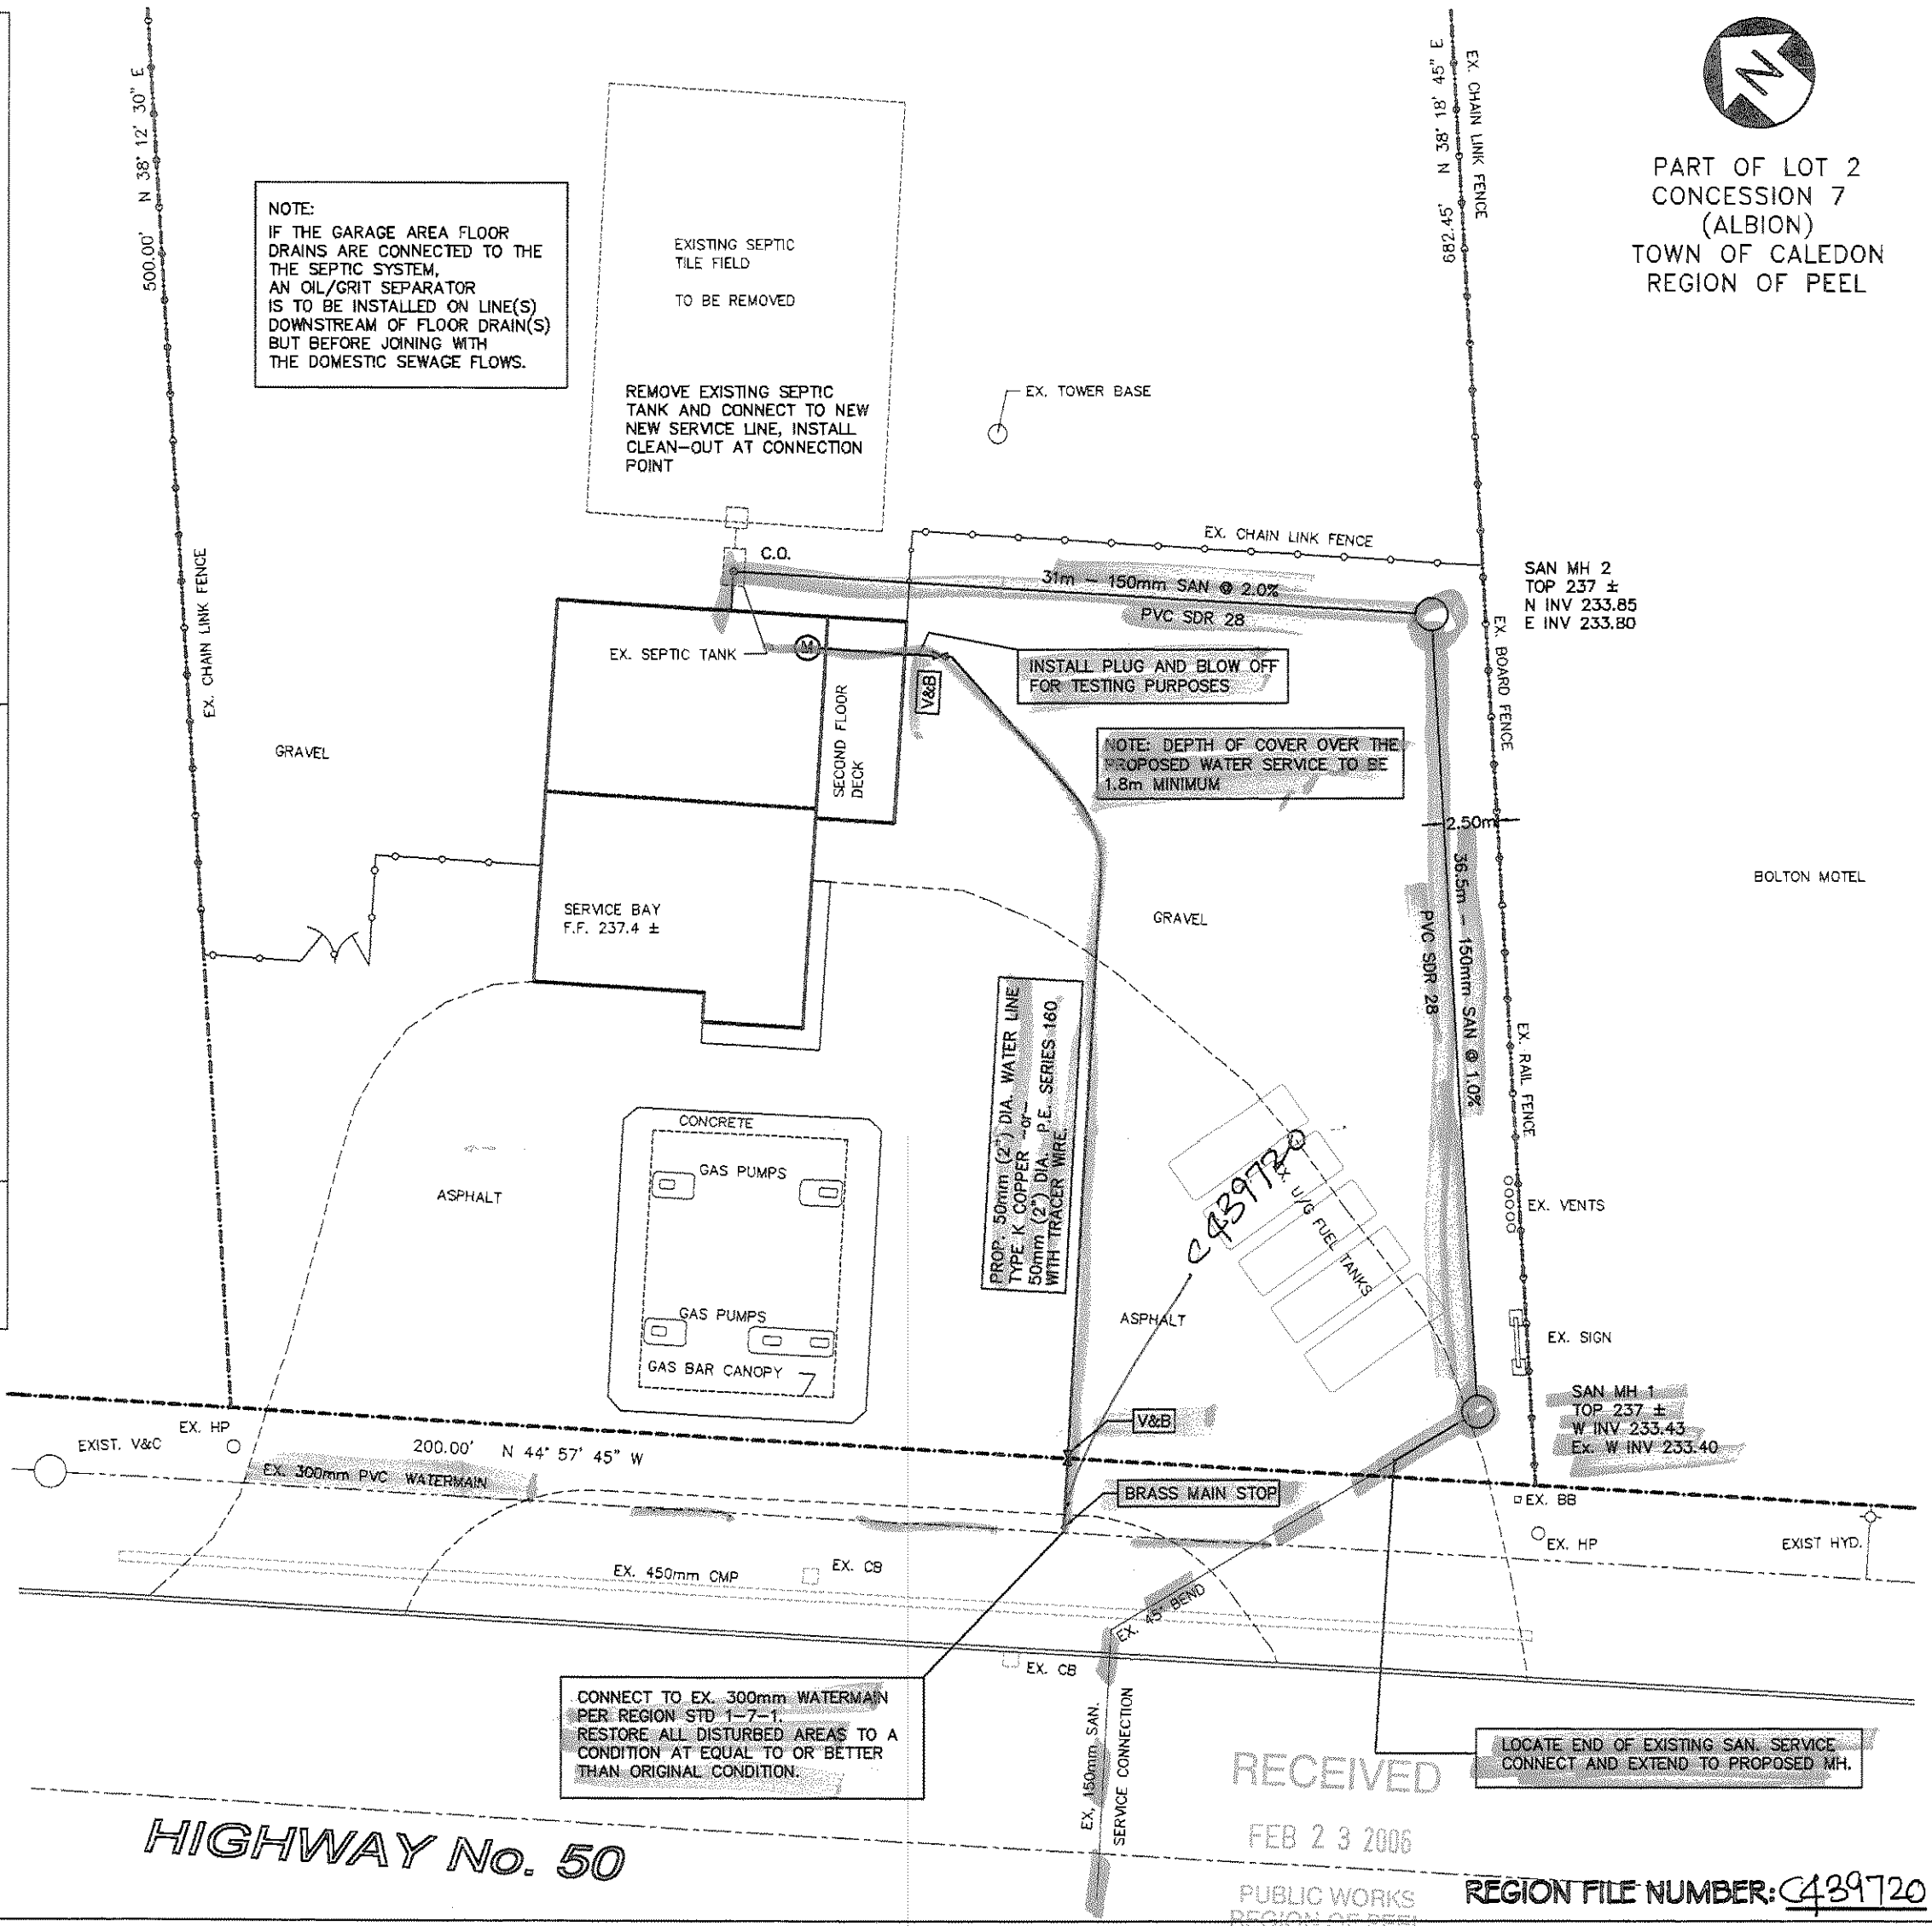 N
PART OF LOT 2
CONCESSION 7
(ALBION)
TOWN OF CALEDON
REGION OF PEEL
500.00' N 38° 12' 30" E
682.45' N 38° 18' 45" E
EX. CHAIN LINK FENCE
NOTE:
IF THE GARAGE AREA FLOOR
DRAINS ARE CONNECTED TO THE
THE SEPTIC SYSTEM,
AN OIL/GRIT SEPARATOR
IS TO BE INSTALLED ON LINE(S)
DOWNSTREAM OF FLOOR DRAIN(S)
BUT BEFORE JOINING WITH
THE DOMESTIC SEWAGE FLOWS.
EXISTING SEPTIC
TILE FIELD
TO BE REMOVED
REMOVE EXISTING SEPTIC
TANK AND CONNECT TO NEW
NEW SERVICE LINE, INSTALL
CLEAN-OUT AT CONNECTION
POINT
EX. TOWER BASE
EX. CHAIN LINK FENCE
EX. CHAIN LINK FENCE
C.O.
31m - 150mm SAN @ 2.0%
PVC SDR 28
SAN MH 2
TOP 237 ±
N INV 233.85
E INV 233.80
EX. BOARD FENCE
EX. SEPTIC TANK
M
V&B
SECOND FLOOR
DECK
INSTALL PLUG AND BLOW OFF
FOR TESTING PURPOSES
NOTE: DEPTH OF COVER OVER THE
PROPOSED WATER SERVICE TO BE
1.8m MINIMUM
GRAVEL
2.50m
36.5m - 150mm SAN @ 1.0%
PVC SDR 28
BOLTON MOTEL
SERVICE BAY
F.F. 237.4 ±
GRAVEL
EX. RAIL FENCE
PROP. 50mm (2") DIA. WATER LINE
TYPE K COPPER -or-
50mm (2") DIA. P.E. SERIES 160
WITH TRACER WIRE.
CONCRETE
GAS PUMPS
ASPHALT
C439720
EX. U/G FUEL TANKS
EX. VENTS
GAS PUMPS
GAS BAR CANOPY
ASPHALT
EX. SIGN
SAN MH 1
TOP 237 ±
W INV 233.43
Ex. W INV 233.40
V&B
EXIST. V&C
EX. HP
200.00' N 44° 57' 45" W
EX. 300mm PVC WATERMAIN
BRASS MAIN STOP
EX. BB
EX. HP
EXIST HYD.
EX. 450mm CMP
EX. CB
EX. 45° BEND
EX. CB
CONNECT TO EX. 300mm WATERMAIN
PER REGION STD 1-7-1.
RESTORE ALL DISTURBED AREAS TO A
CONDITION AT EQUAL TO OR BETTER
THAN ORIGINAL CONDITION.
EX. 150mm SAN.
SERVICE CONNECTION
LOCATE END OF EXISTING SAN. SERVICE
CONNECT AND EXTEND TO PROPOSED MH.
RECEIVED
FEB 23 2006
PUBLIC WORKS
REGION OF PEEL
HIGHWAY No. 50
REGION FILE NUMBER: C439720